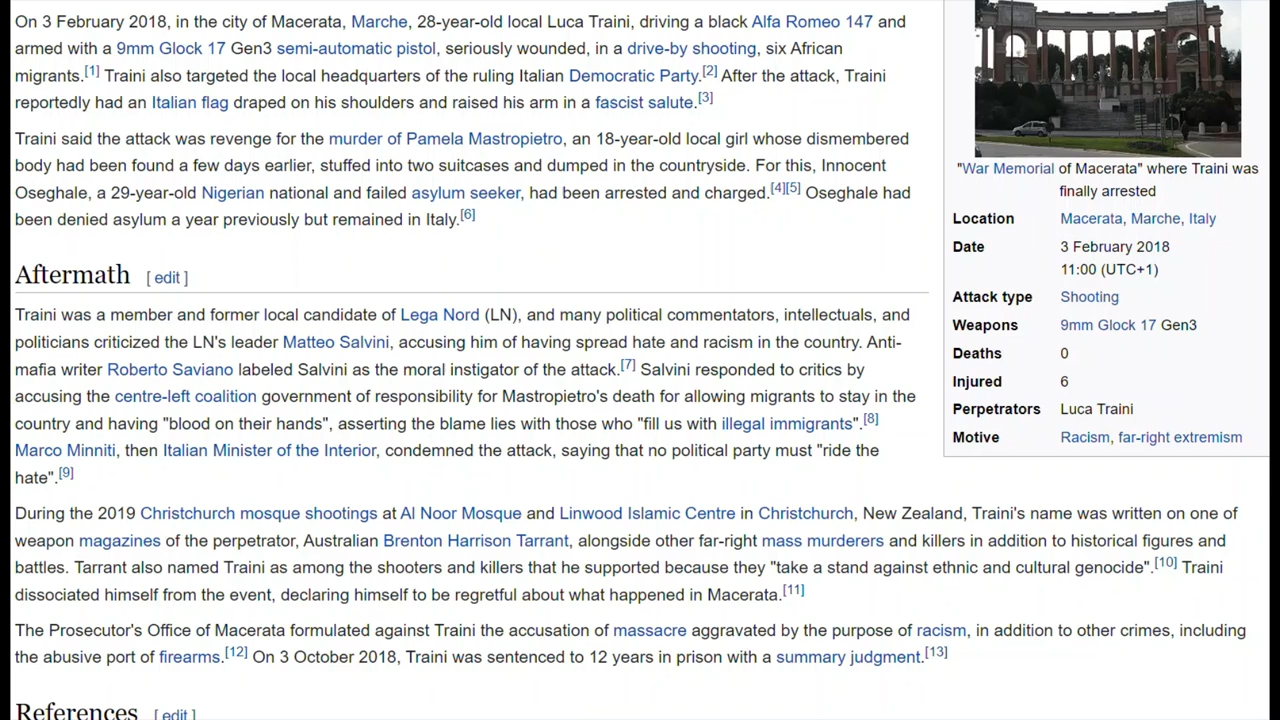 On 3 February 2018, in the city of Macerata, Marche, 28-year-old local Luca Traini, driving a black Alfa Romeo 147 and
armed with a 9mm Glock 17 Gen3 semi-automatic pistol, seriously wounded, in a drive-by shooting, six African
migrants.[1] Traini also targeted the local headquarters of the ruling Italian Democratic Party.[2] After the attack, Traini
reportedly had an Italian flag draped on his shoulders and raised his arm in a fascist salute.[3]
Traini said the attack was revenge for the murder of Pamela Mastropietro, an 18-year-old local girl whose dismembered
body had been found a few days earlier, stuffed into two suitcases and dumped in the countryside. For this, Innocent
Oseghale, a 29-year-old Nigerian national and failed asylum seeker, had been arrested and charged.[4][5] Oseghale had
been denied asylum a year previously but remained in Italy.[6]
Aftermath [ edit ]
Traini was a member and former local candidate of Lega Nord (LN), and many political commentators, intellectuals, and
politicians criticized the LN's leader Matteo Salvini, accusing him of having spread hate and racism in the country. Anti-
mafia writer Roberto Saviano labeled Salvini as the moral instigator of the attack.[7] Salvini responded to critics by
accusing the centre-left coalition government of responsibility for Mastropietro's death for allowing migrants to stay in the
country and having "blood on their hands", asserting the blame lies with those who "fill us with illegal immigrants".[8]
Marco Minniti, then Italian Minister of the Interior, condemned the attack, saying that no political party must "ride the
hate".[9]
During the 2019 Christchurch mosque shootings at Al Noor Mosque and Linwood Islamic Centre in Christchurch, New Zealand, Traini's name was written on one of
weapon magazines of the perpetrator, Australian Brenton Harrison Tarrant, alongside other far-right mass murderers and killers in addition to historical figures and
battles. Tarrant also named Traini as among the shooters and killers that he supported because they "take a stand against ethnic and cultural genocide".[10] Traini
dissociated himself from the event, declaring himself to be regretful about what happened in Macerata.[11]
The Prosecutor's Office of Macerata formulated against Traini the accusation of massacre aggravated by the purpose of racism, in addition to other crimes, including
the abusive port of firearms.[12] On 3 October 2018, Traini was sentenced to 12 years in prison with a summary judgment.[13]
References [ edit ]
"War Memorial of Macerata" where Traini was
finally arrested
Location Macerata, Marche, Italy
Date 3 February 2018
11:00 (UTC+1)
Attack type Shooting
Weapons 9mm Glock 17 Gen3
Deaths 0
Injured 6
Perpetrators Luca Traini
Motive Racism, far-right extremism